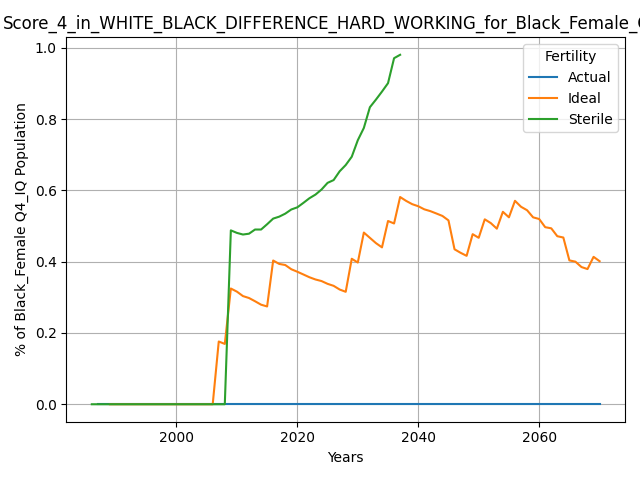 Score_4_in_WHITE_BLACK_DIFFERENCE_HARD_WORKING_for_Black_Female_
Fertility
Actual
Ideal
Sterile
% of Black_Female Q4_IQ Population
1.0
0.8
0.6
0.4
0.2
0.0
2000
2020
2040
2060
Years